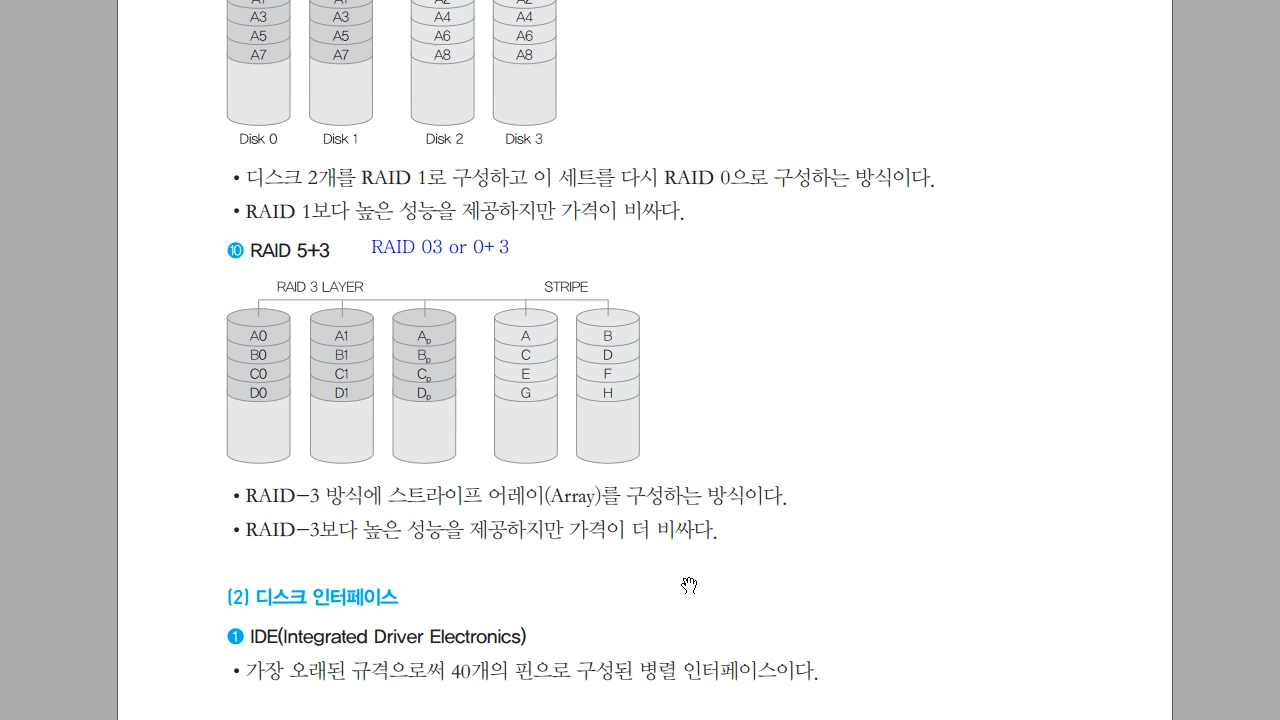 A1 A1 A2 A2
A3 A3 A4 A4
A5 A5 A6 A6
A7 A7 A8 A8
Disk 0 Disk 1 Disk 2 Disk 3
• 디스크 2개를 RAID 1로 구성하고 이 세트를 다시 RAID 0으로 구성하는 방식이다.
• RAID 1보다 높은 성능을 제공하지만 가격이 비싸다.
⑩ RAID 5+3 RAID 03 or 0+ 3
RAID 3 LAYER STRIPE
A0 A1 Ap A B
B0 B1 Bp C D
C0 C1 Cp E F
D0 D1 Dp G H
• RAID-3 방식에 스트라이프 어레이(Array)를 구성하는 방식이다.
• RAID-3보다 높은 성능을 제공하지만 가격이 더 비싸다.
(2) 디스크 인터페이스
❶ IDE(Integrated Driver Electronics)
• 가장 오래된 규격으로써 40개의 핀으로 구성된 병렬 인터페이스이다.